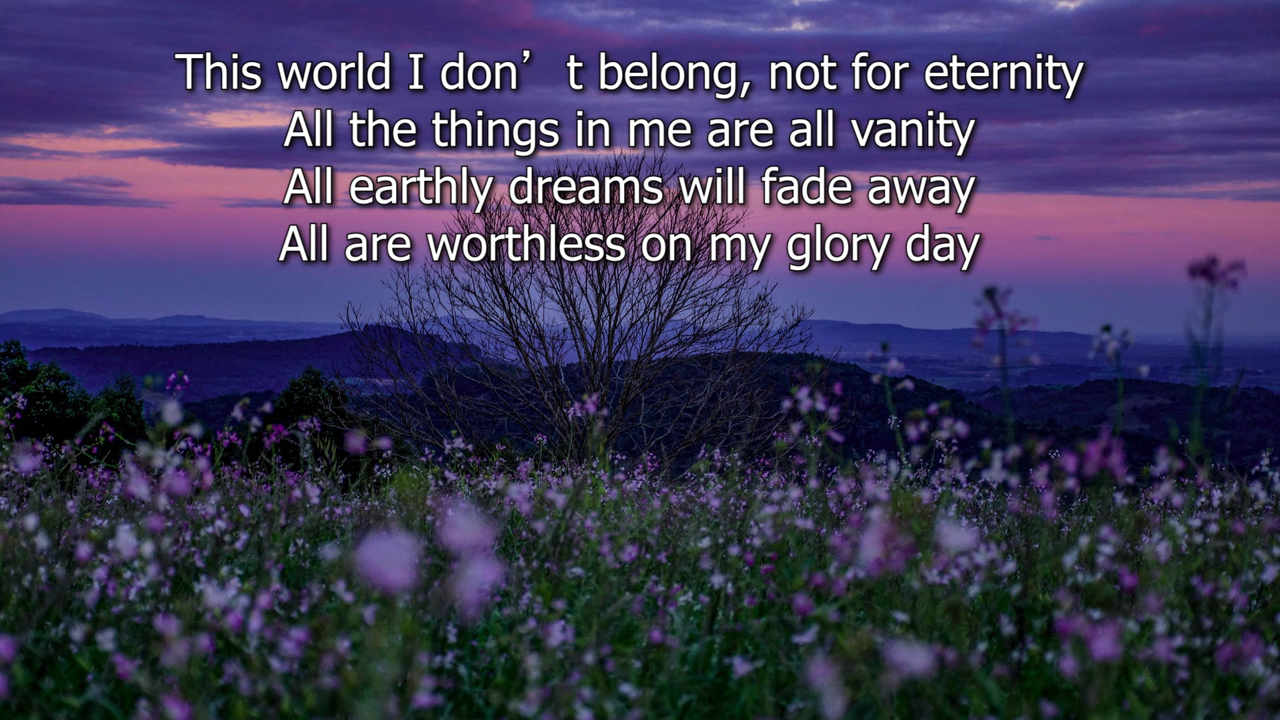 This world I don’t belong, not for eternity
All the things in me are all vanity
All earthly dreams will fade away
All are worthless on my glory day